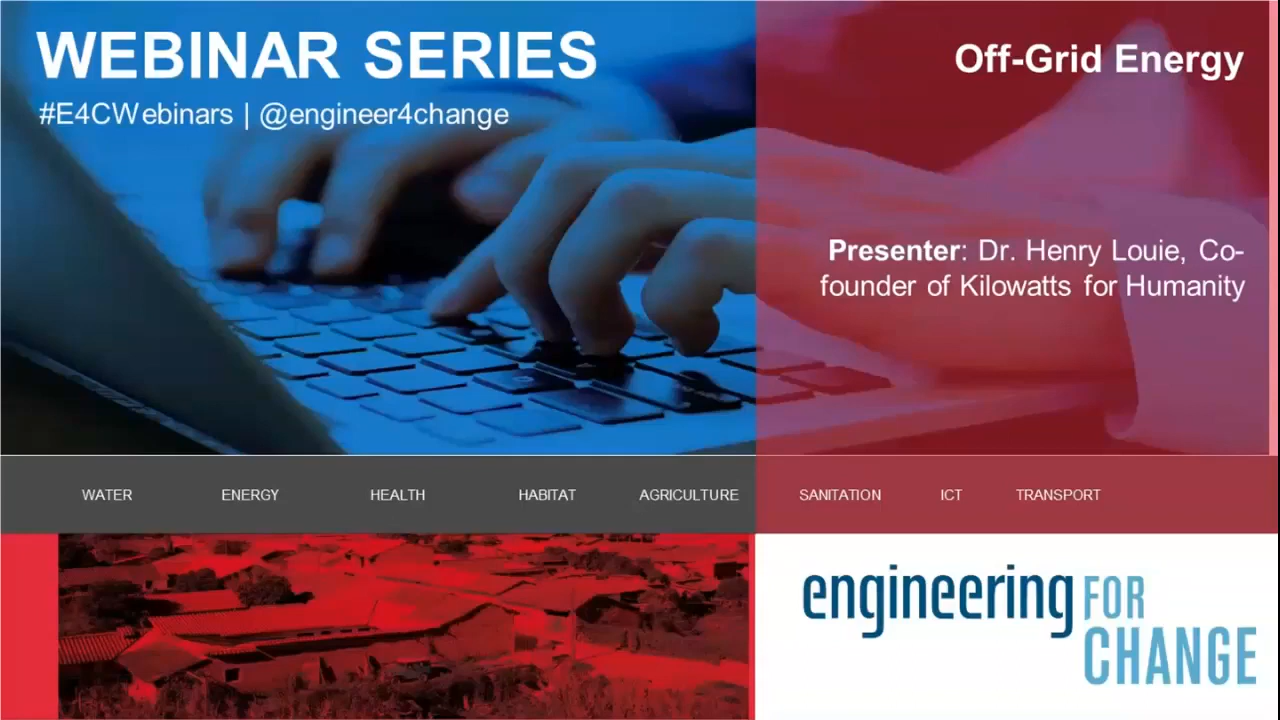 WEBINAR SERIES
#E4CWebinars | @engineer4change
Off-Grid Energy
Presenter: Dr. Henry Louie, Co-
founder of Kilowatts for Humanity
WATER ENERGY HEALTH HABITAT AGRICULTURE SANITATION ICT TRANSPORT
engineering FOR
CHANGE